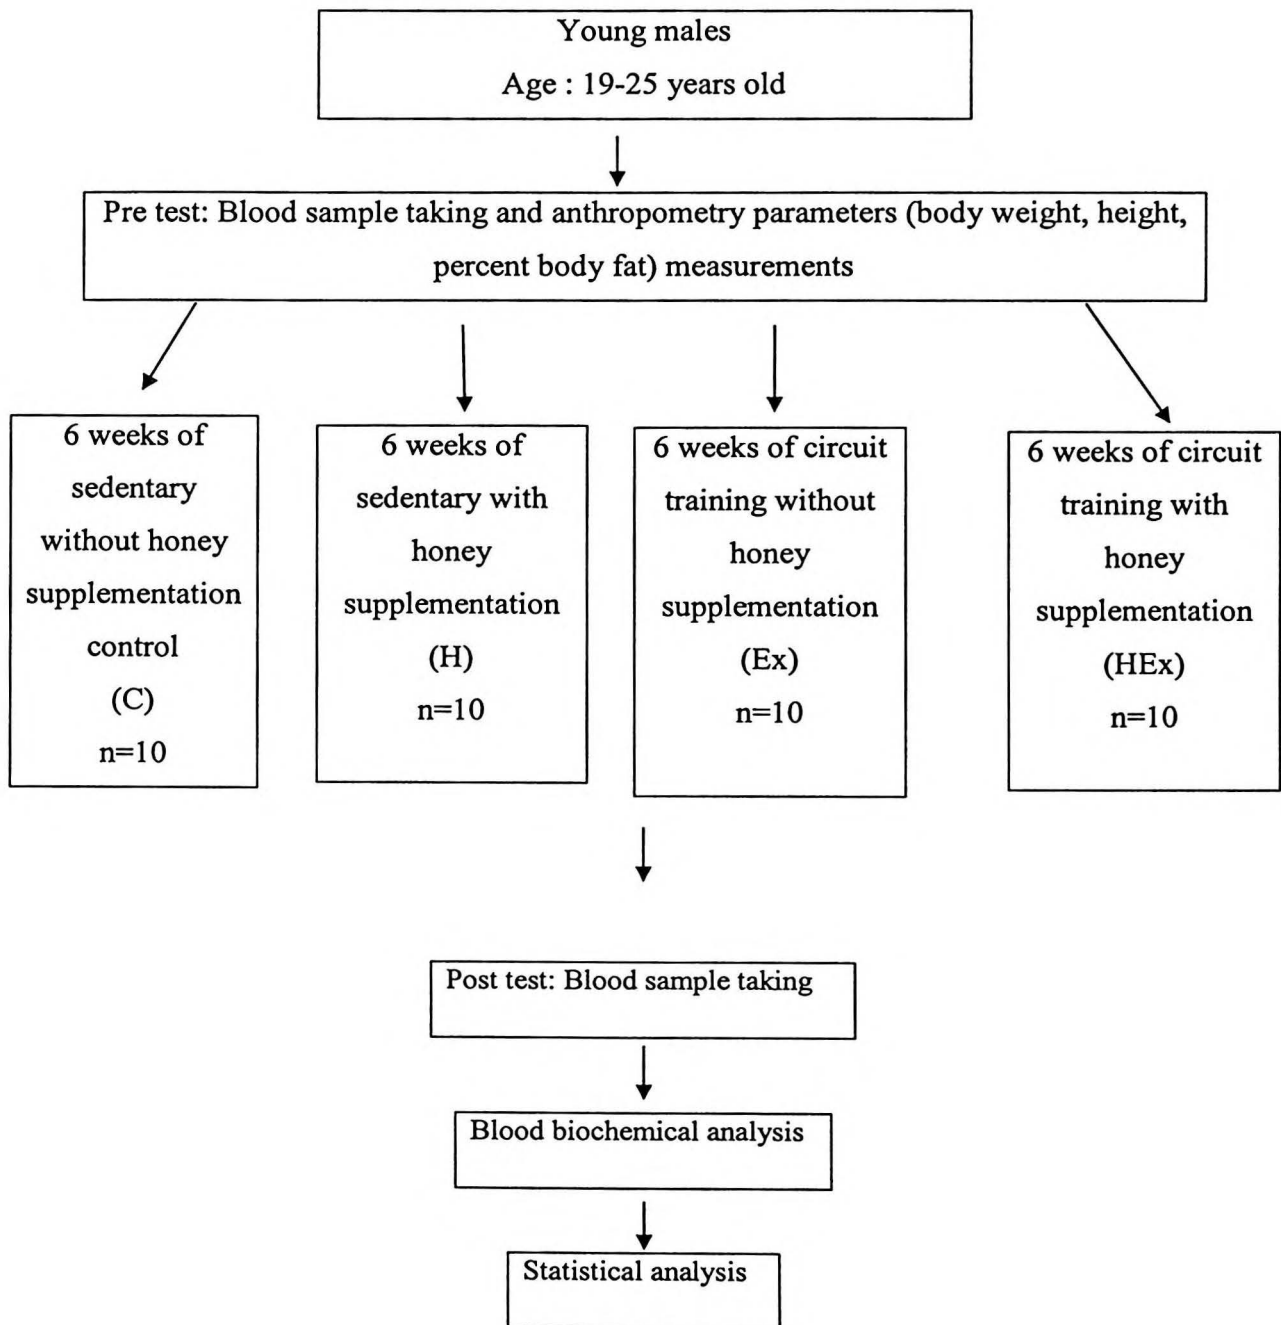 Young males
Age : 19-25 years old
Pre test: Blood sample taking and anthropometry parameters (body weight, height,
percent body fat) measurements
6 weeks of
sedentary
without honey
supplementation
control
(C)
n=10
6 weeks of
sedentary with
honey
supplementation
(H)
n=10
6 weeks of circuit
training without
honey
supplementation
(Ex)
n=10
6 weeks of circuit
training with
honey
supplementation
(HEx)
n=10
Post test: Blood sample taking
Blood biochemical analysis
Statistical analysis